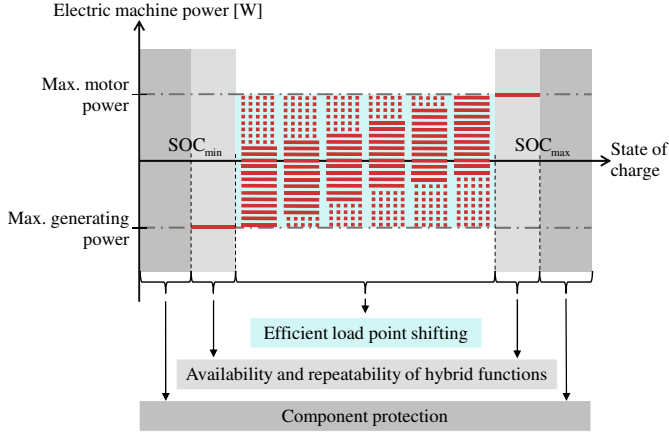 Electric machine power [W]
Max. motor
power
SOCmin
SOCmax
State of
charge
Max. generating
power
Efficient load point shifting
Availability and repeatability of hybrid functions
Component protection